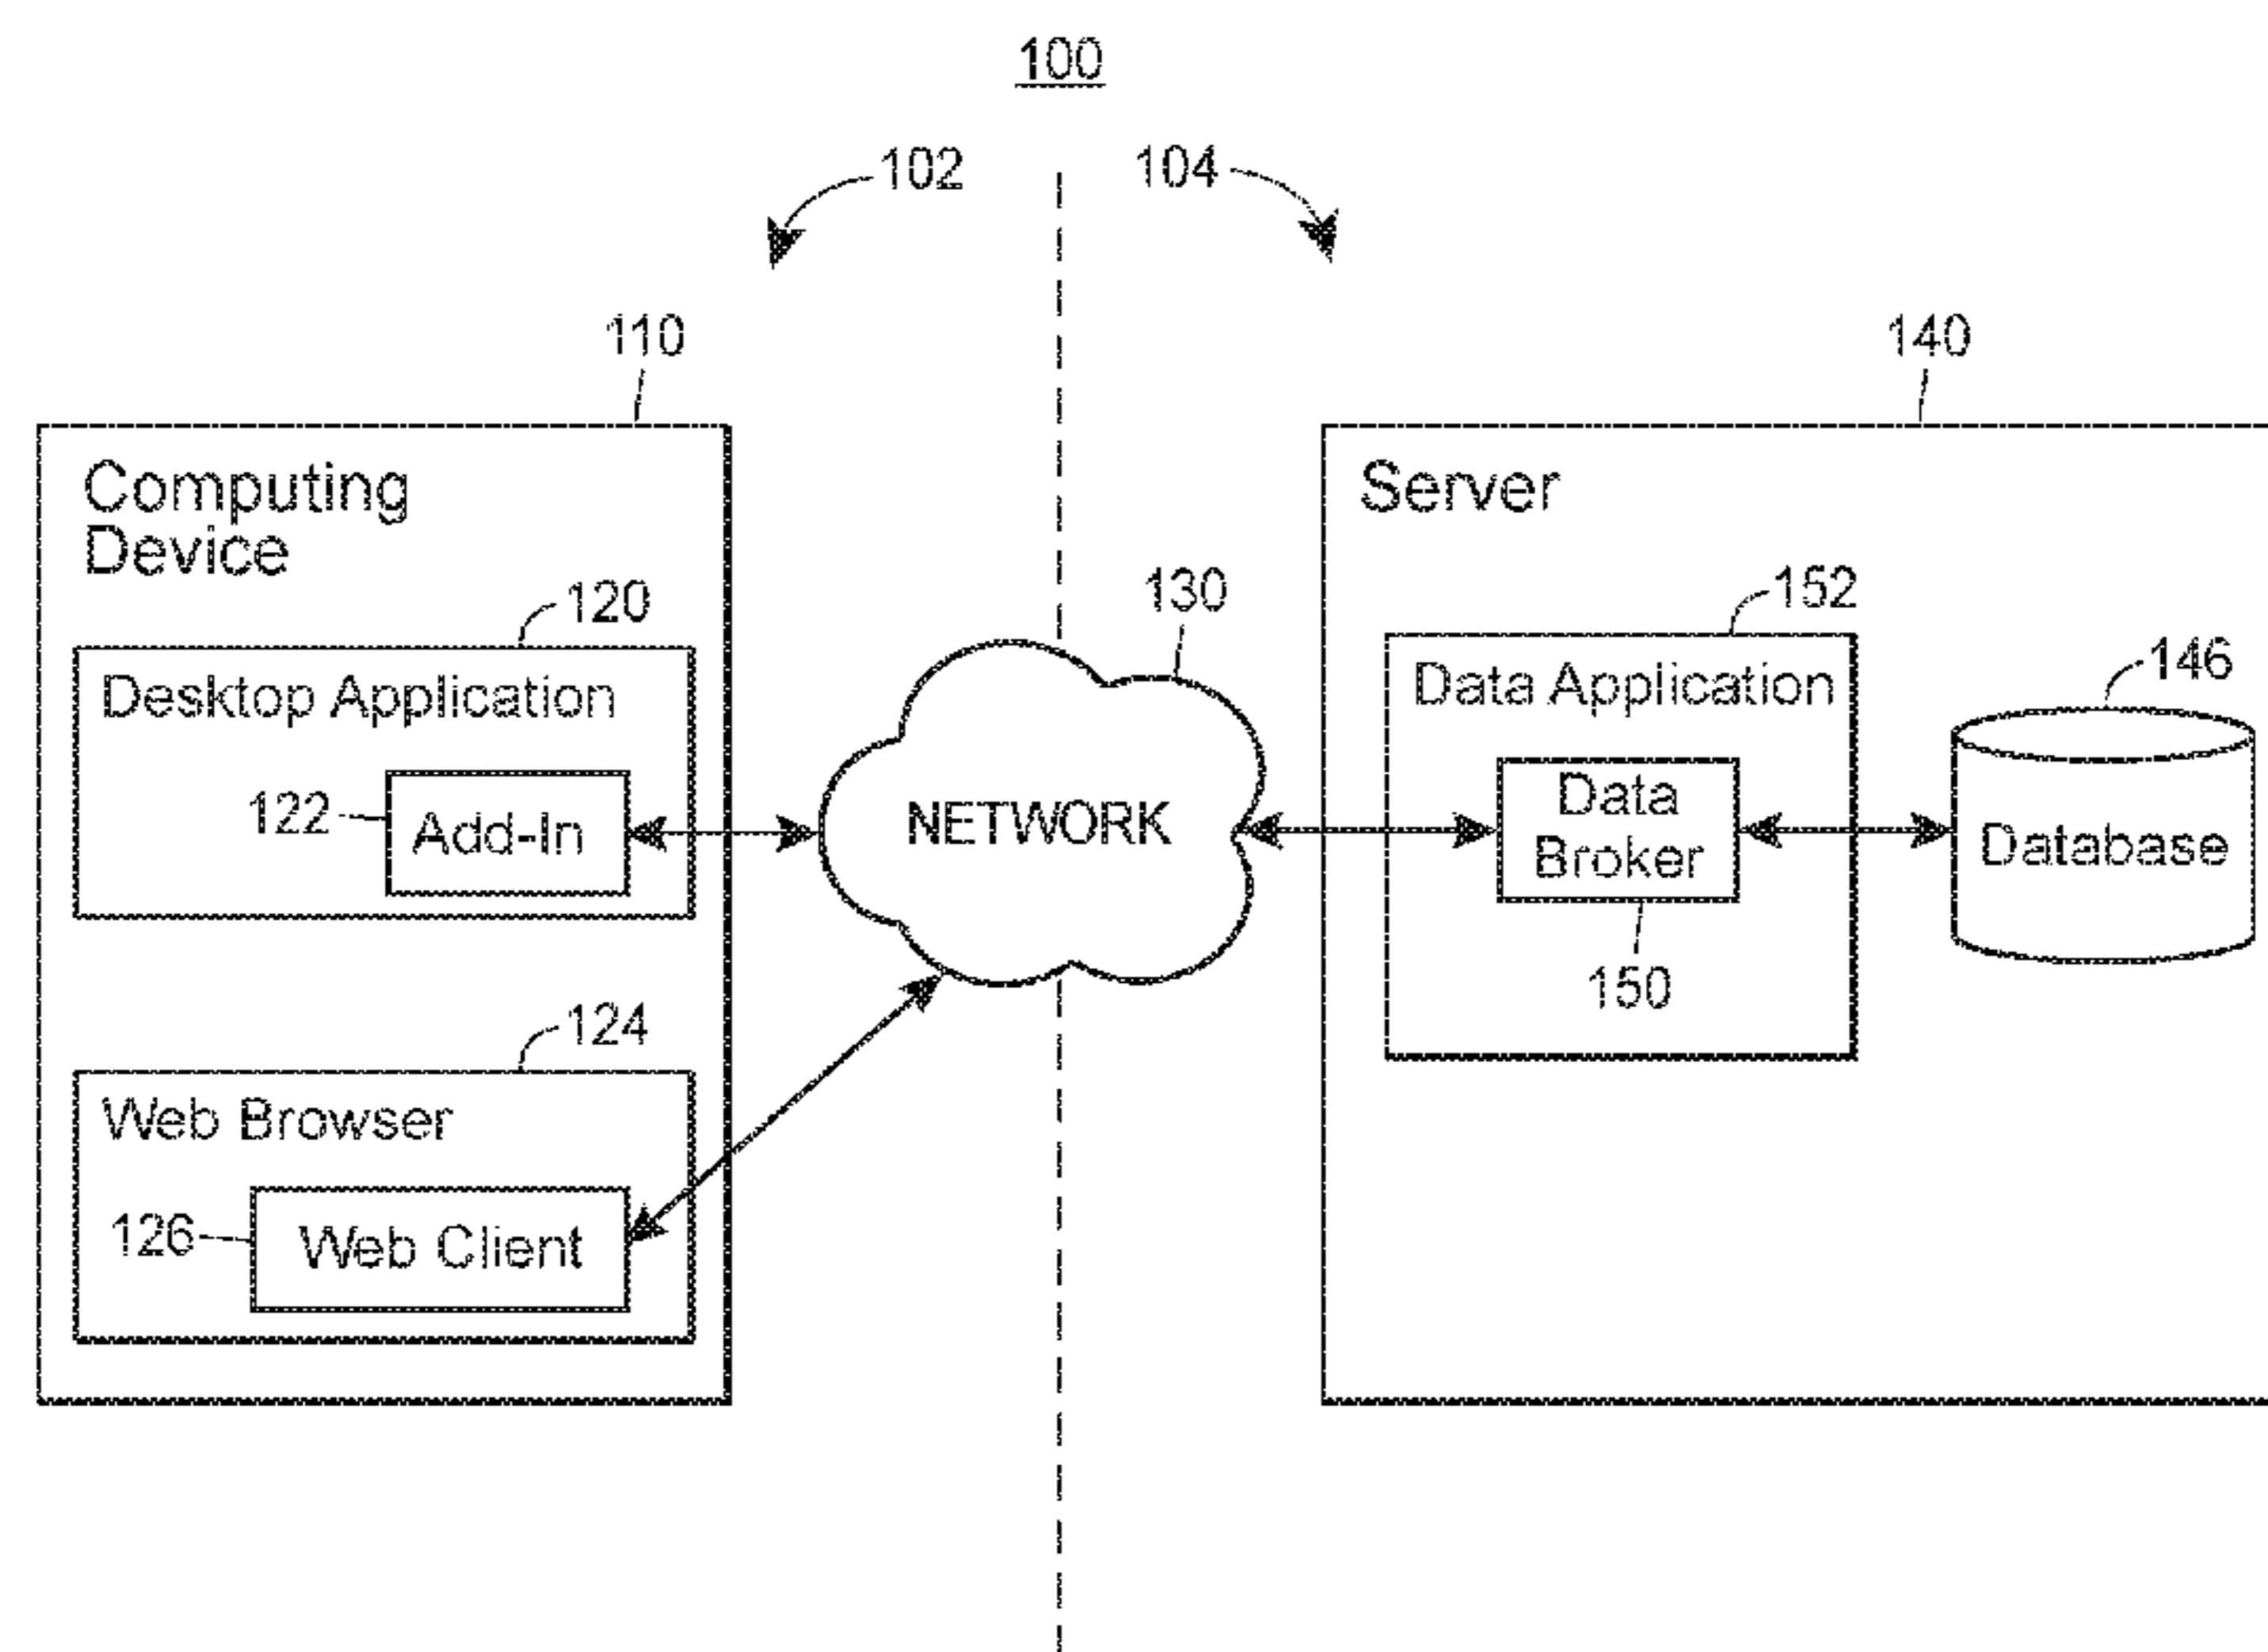 100
102
104
110
140
Computing
Device
Server
120
130
152
Desktop Application
Data Application
146
122
Add-In
NETWORK
Data
Broker
Database
150
124
Web Browser
126
Web Client